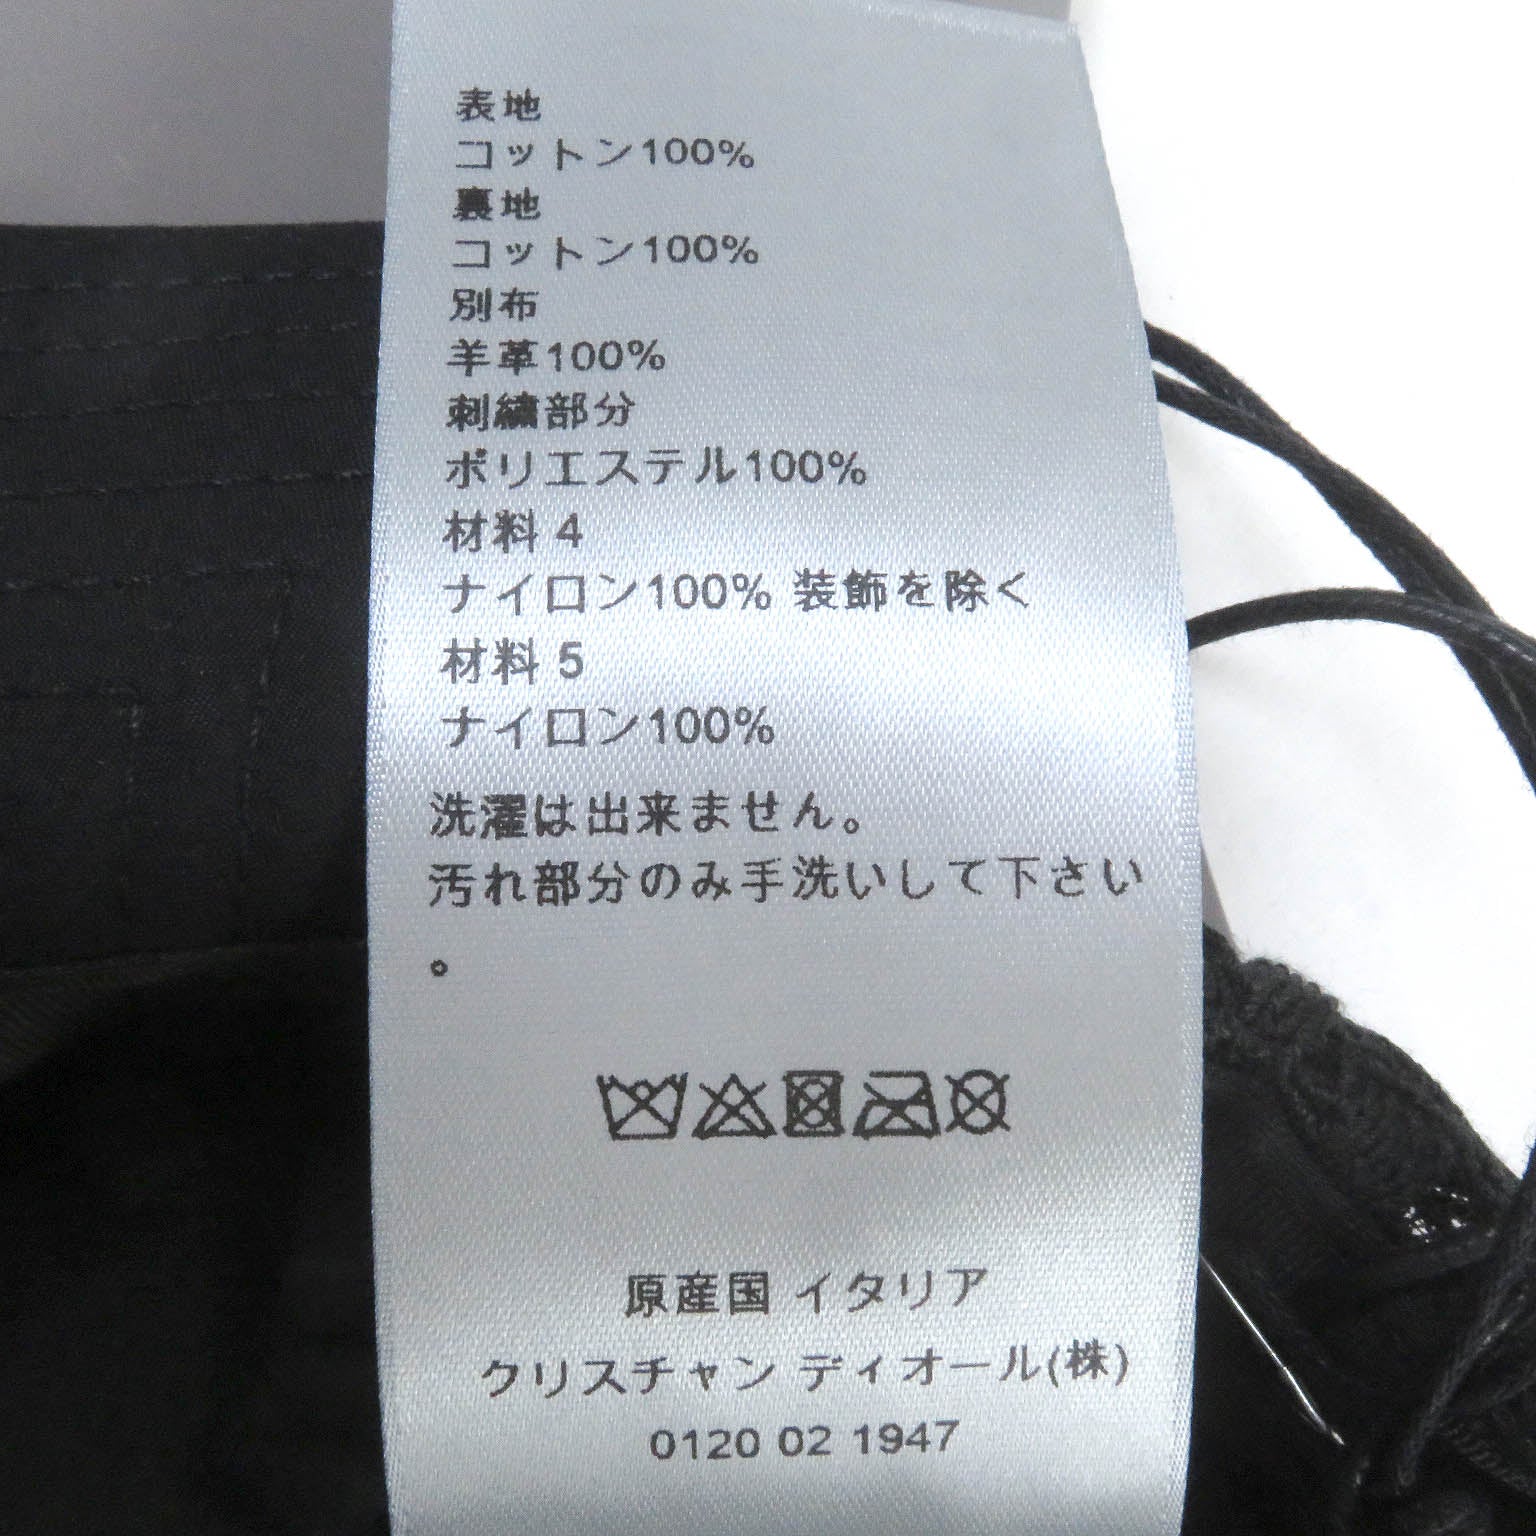 表地
コットン100%
裏地
コットン100%
別布
羊革100%
刺繍部分
ポリエステル100%
材料 4
ナイロン100% 装飾を除く
材料 5
ナイロン100%
洗濯は出来ません。
汚れ部分のみ手洗いして下さい
。
原産国 イタリア
クリスチャン ディオール(株)
0120 02 1947